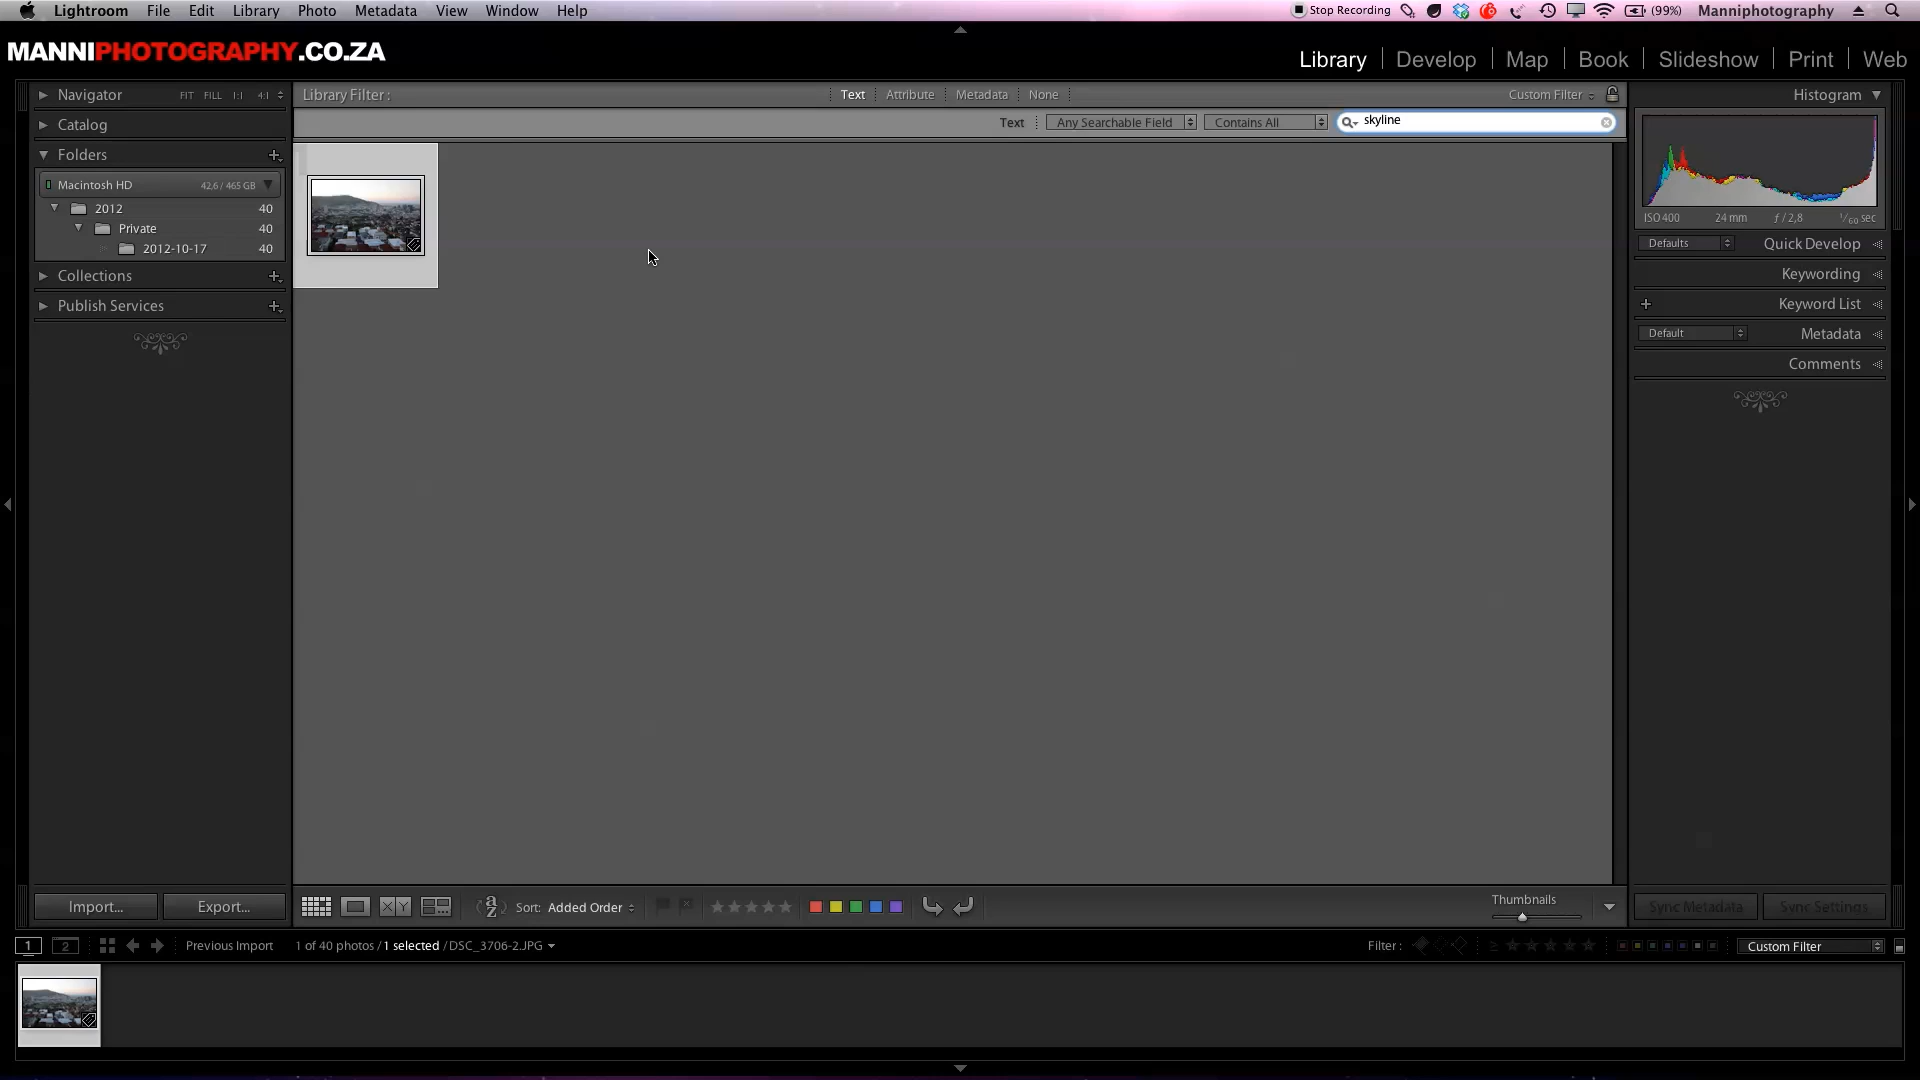 Lightroom File Edit Library Photo Metadata View Window Help Stop Recording (99%) Manniphotography
MANNIPHOTOGRAPHY.CO.ZA Library Develop Map Book Slideshow Print Web
Navigator FIT FILL 1:1 4:1
Library Filter : Text Attribute Metadata None Custom Filter
Histogram
Catalog
Text Any Searchable Field Contains All skyline
Folders
Macintosh HD 42,6 / 465 GB
2012 40
Private 40
2012-10-17 40
Collections
Publish Services
ISO 400 24 mm ƒ / 2,8 1/60 sec
Defaults Quick Develop
Keywording
Keyword List
Default Metadata
Comments
Import... Export...
XY
Sort: Added Order
Thumbnails
Sync Metadata Sync Settings
1 2 Previous Import 1 of 40 photos / 1 selected / DSC_3706-2.JPG Filter : ≥ Custom Filter